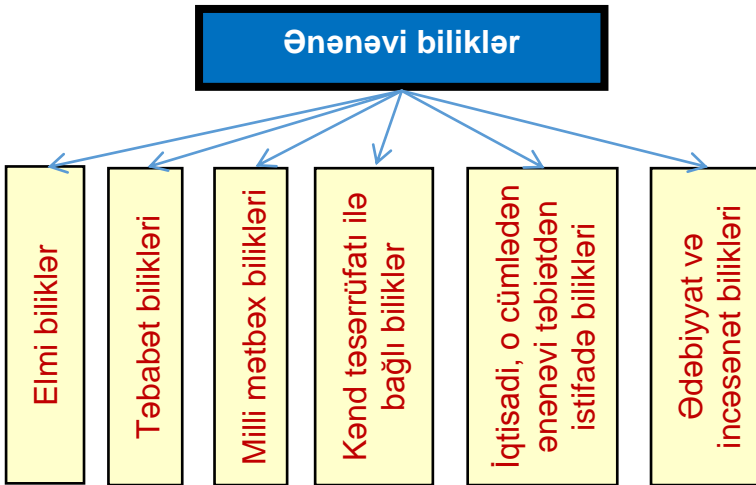 Ənənəvi biliklər
Elmi biliklər
Təbabət bilikləri
Milli mətbəx bilikləri
Kənd təsərrüfatı ilə
bağlı biliklər
İqtisadi, o cümlədən
ənənəvi təbiətdən
istifadə bilikləri
Ədəbiyyat və
incəsənət bilikləri